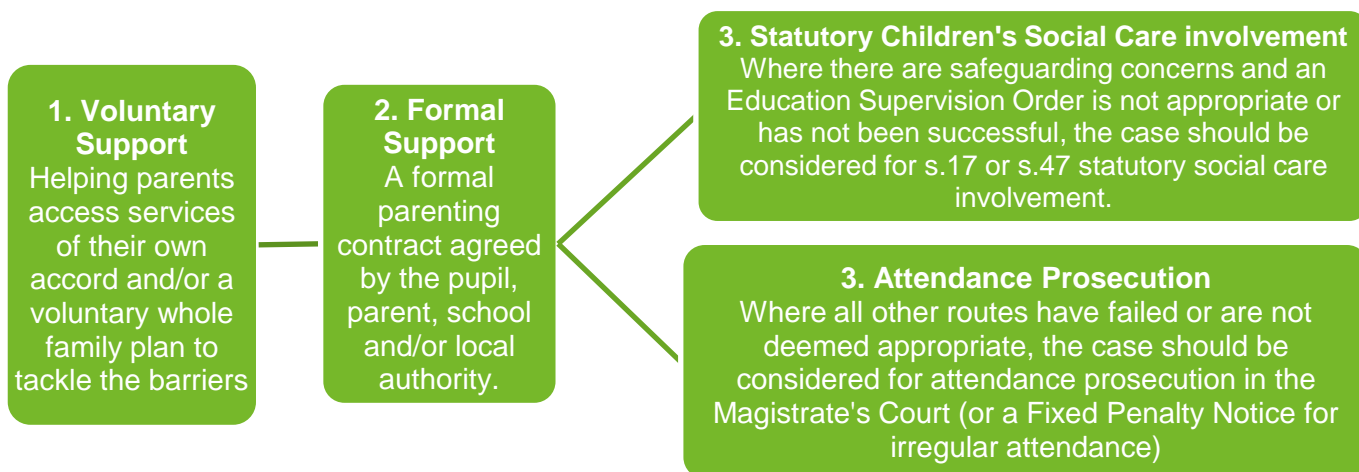 1. Voluntary
Support
Helping parents
access services
of their own
accord and/or a
voluntary whole
family plan to
tackle the barriers
2. Formal
Support
A formal
parenting
contract agreed
by the pupil,
parent, school
and/or local
authority.
3. Statutory Children's Social Care involvement
Where there are safeguarding concerns and an
Education Supervision Order is not appropriate or
has not been successful, the case should be
considered for s.17 or s.47 statutory social care
involvement.
3. Attendance Prosecution
Where all other routes have failed or are not
deemed appropriate, the case should be
considered for attendance prosecution in the
Magistrate's Court (or a Fixed Penalty Notice for
irregular attendance)